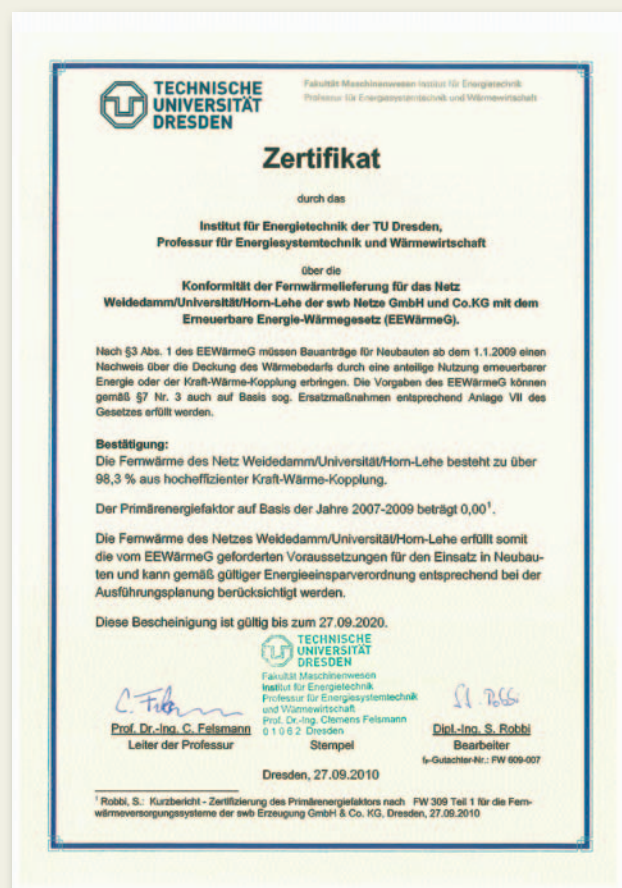 TECHNISCHE
UNIVERSITÄT
DRESDEN
Fakultät Maschinenwesen Institut für Energietechnik
Professur für Energiesystemtechnik und Wärmewirtschaft
Zertifikat
durch das
Institut für Energietechnik der TU Dresden,
Professur für Energiesystemtechnik und Wärmewirtschaft
über die
Konformität der Fernwärmelieferung für das Netz
Weidedamm/Universität/Horn-Lehe der swb Netze GmbH und Co.KG mit dem
Erneuerbare Energie-Wärmegesetz (EEWärmeG).
Nach §3 Abs. 1 des EEWärmeG müssen Bauanträge für Neubauten ab dem 1.1.2009 einen
Nachweis über die Deckung des Wärmebedarfs durch eine anteilige Nutzung erneuerbarer
Energie oder der Kraft-Wärme-Kopplung erbringen. Die Vorgaben des EEWärmeG können
gemäß §7 Nr. 3 auch auf Basis sog. Ersatzmaßnahmen entsprechend Anlage VII des
Gesetzes erfüllt werden.
Bestätigung:
Die Fernwärme des Netz Weidedamm/Universität/Horn-Lehe besteht zu über
98,3 % aus hocheffizienter Kraft-Wärme-Kopplung.
Der Primärenergiefaktor auf Basis der Jahre 2007-2009 beträgt 0,00¹.
Die Fernwärme des Netzes Weidedamm/Universität/Horn-Lehe erfüllt somit
die vom EEWärmeG geforderten Voraussetzungen für den Einsatz in Neubau-
ten und kann gemäß gültiger Energieeinsparverordnung entsprechend bei der
Ausführungsplanung berücksichtigt werden.
Diese Bescheinigung ist gültig bis zum 27.09.2020.
TECHNISCHE
UNIVERSITÄT
DRESDEN
Fakultät Maschinenwesen
Institut für Energietechnik
Professur für Energiesystemtechnik
und Wärmewirtschaft
Prof. Dr.-Ing. Clemens Felsmann
01062 Dresden
Prof. Dr.-Ing. C. Felsmann
Leiter der Professur
Stempel
Dipl.-Ing. S. Robbi
Bearbeiter
f₆-Gutachter-Nr.: FW 609-007
Dresden, 27.09.2010
¹ Robbi, S.: Kurzbericht - Zertifizierung des Primärenergiefaktors nach FW 309 Teil 1 für die Fern-
wärmeversorgungssysteme der swb Erzeugung GmbH & Co. KG, Dresden, 27.09.2010